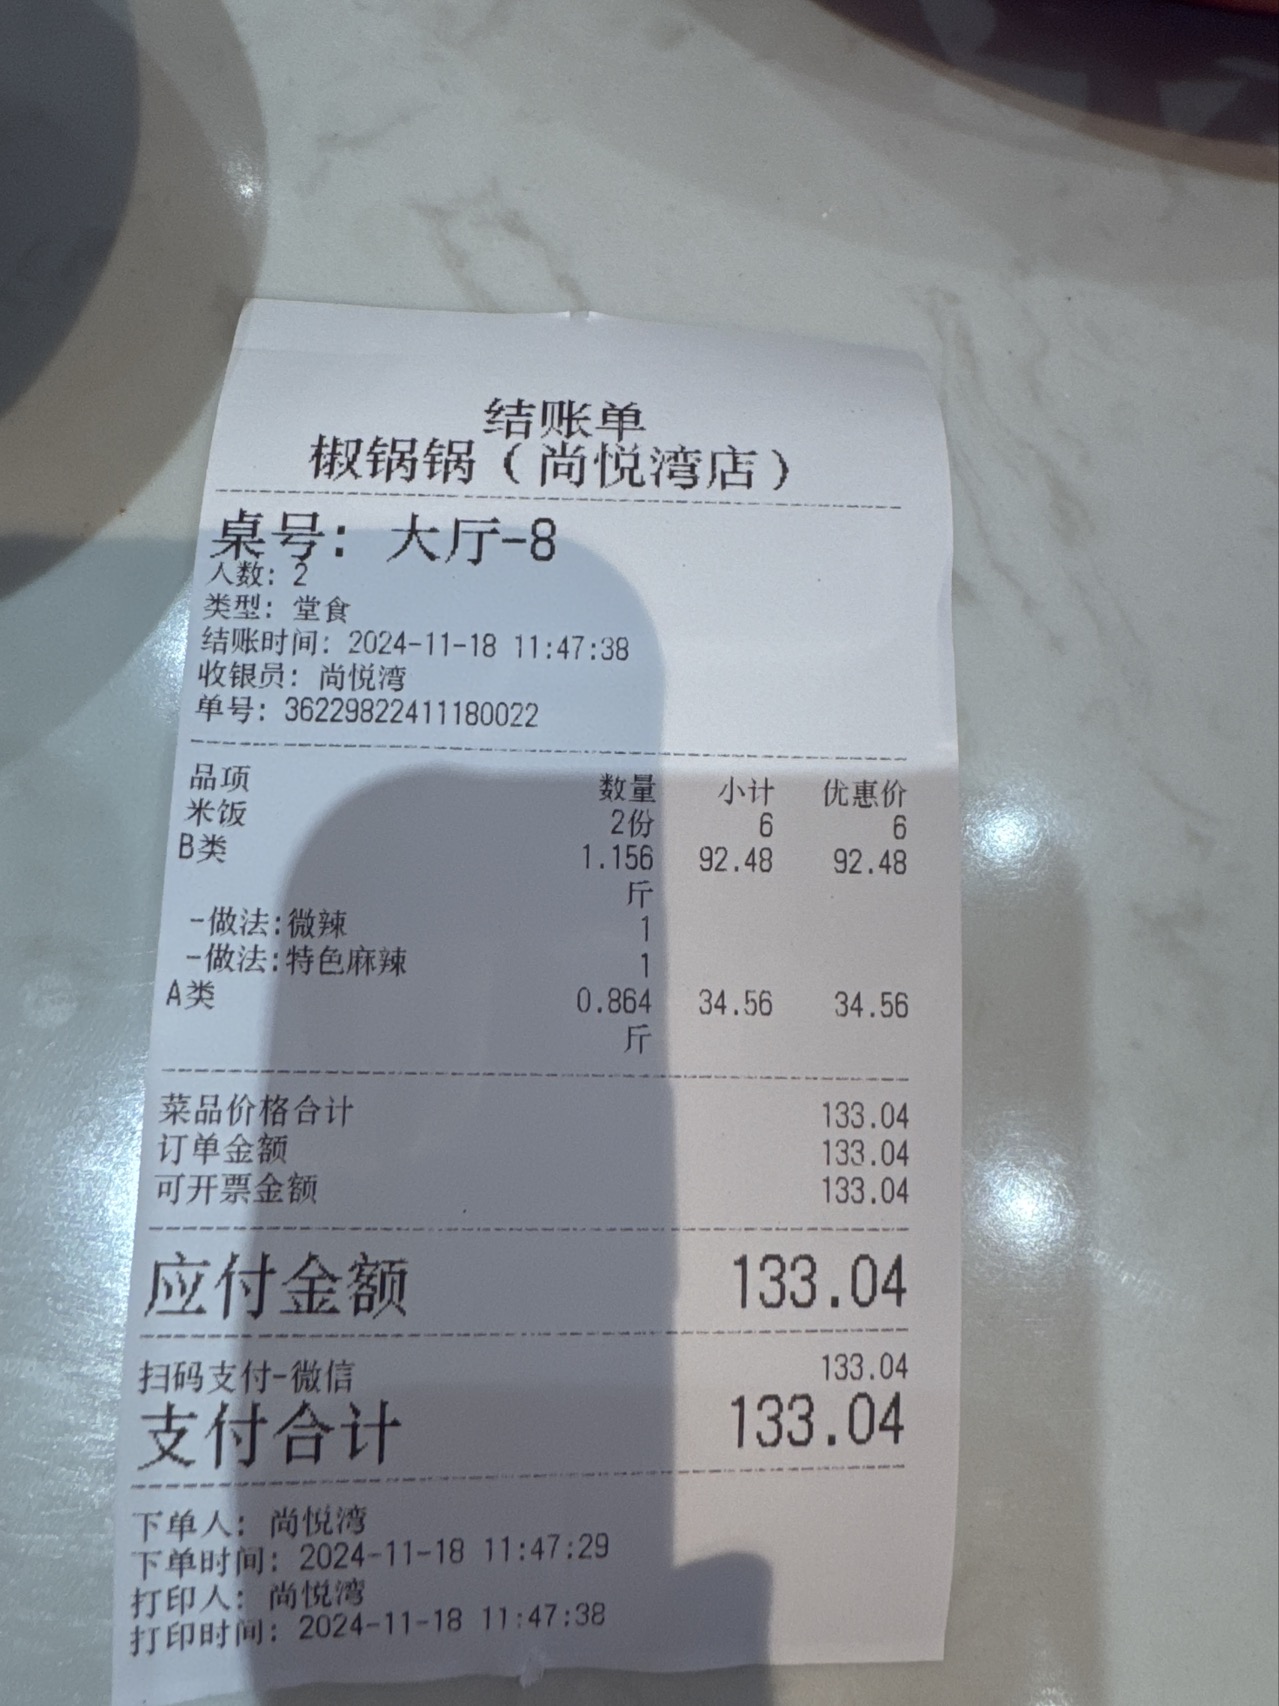 结账单
椒锅锅（尚悦湾店）
桌号：大厅-8
人数：2
类型：堂食
结账时间：2024-11-18 11:47:38
收银员：尚悦湾
单号：36229822411180022
品项 数量 小计 优惠价
米饭 2份 6 6
B类 1.156 92.48 92.48
斤
-做法:微辣 1
-做法:特色麻辣 1
A类 0.864 34.56 34.56
斤
菜品价格合计 133.04
订单金额 133.04
可开票金额 133.04
应付金额 133.04
扫码支付-微信 133.04
支付合计 133.04
下单人：尚悦湾
下单时间：2024-11-18 11:47:29
打印人：尚悦湾
打印时间：2024-11-18 11:47:38